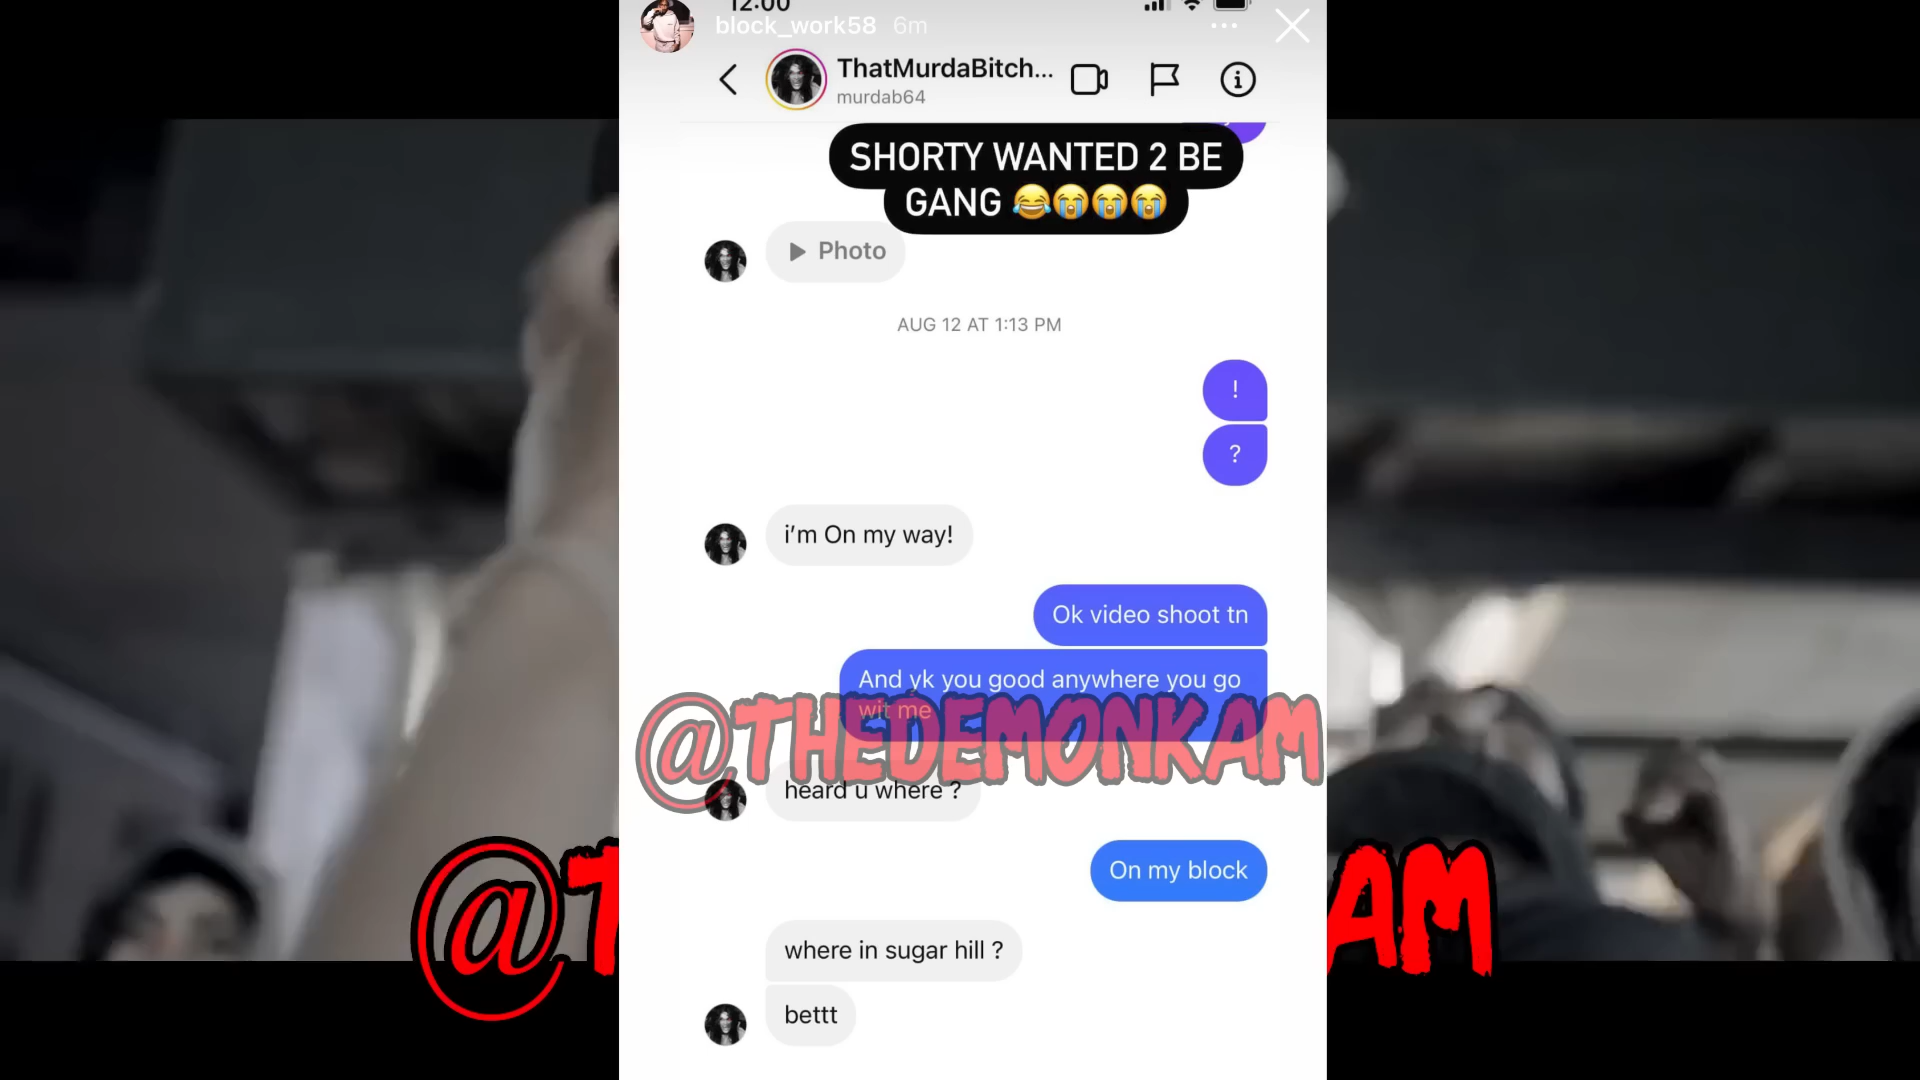 12:00
block_work58 6m
ThatMurdaBitch...
murdab64
SHORTY WANTED 2 BE
GANG 😂😭😭😭
Photo
AUG 12 AT 1:13 PM
!
?
i'm On my way!
Ok video shoot tn
And yk you good anywhere you go
wit me
@THEDEMONKAM
heard u where ?
On my block
@T AM
where in sugar hill ?
bettt